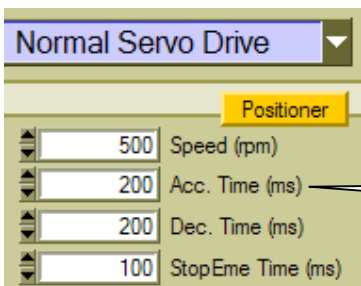 Normal Servo Drive
Positioner
500 Speed (rpm)
200 Acc. Time (ms)
200 Dec. Time (ms)
100 StopEme Time (ms)